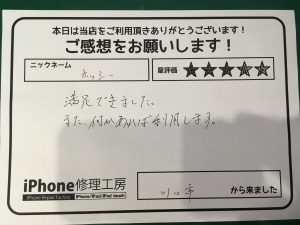 本日は当店をご利用頂きありがとうございます！
ご感想をお願いします！
ニックネーム
ホッシー
星評価 ★★★★★
満足できました。
また、何かあれば利用します。
iPhone修理工房
iPhone Repair Factory
iPhone/iPad/iPod touch
川口市 から来ました